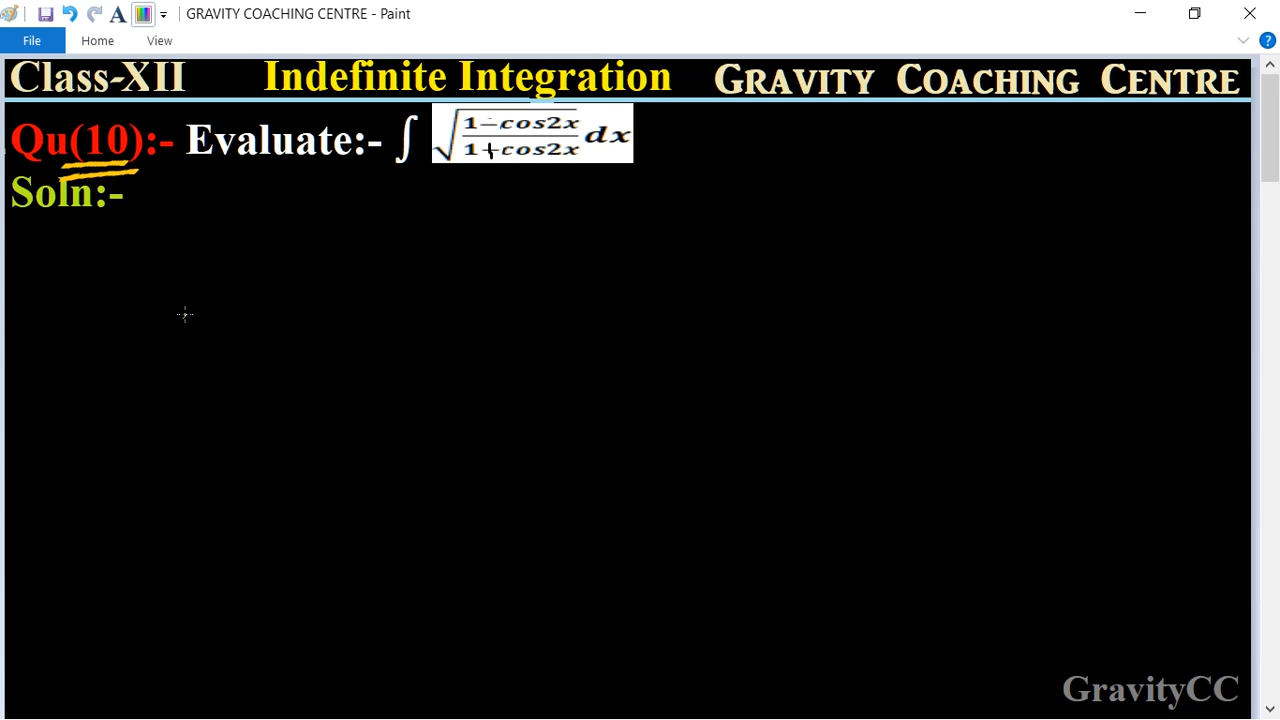 GRAVITY COACHING CENTRE - Paint
File Home View
Class-XII Indefinite Integration GRAVITY COACHING CENTRE
Qu(10):- Evaluate:- ∫ √((1-cos2x)/(1+cos2x)) dx
Soln:-
GravityCC